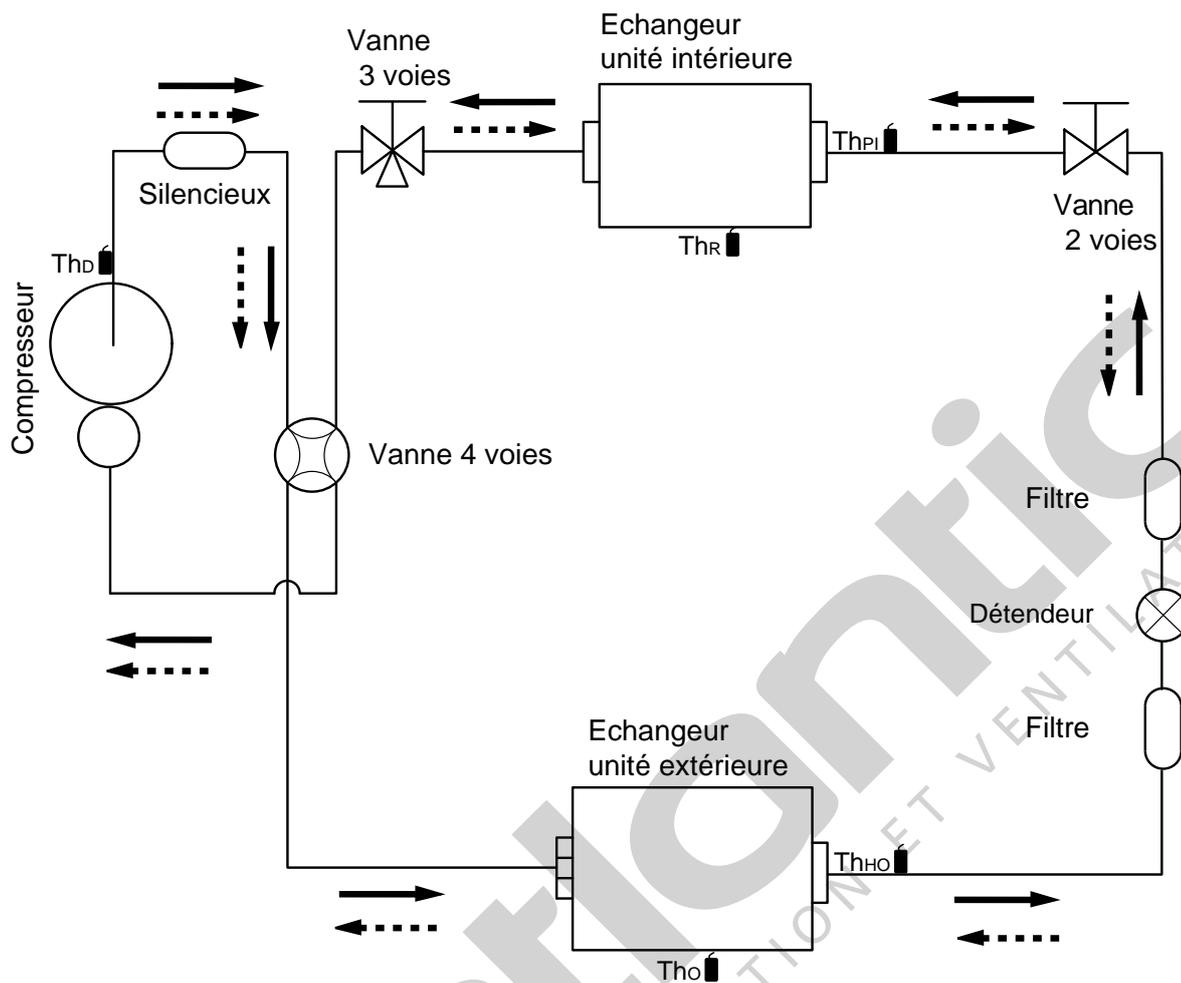 Echangeur
unité intérieure
Vanne
3 voies
ThPI
Silencieux
ThR
Vanne
2 voies
ThD
Compresseur
Vanne 4 voies
Filtre
Détendeur
Filtre
Echangeur
unité extérieure
ThHO
ThO
atlantic